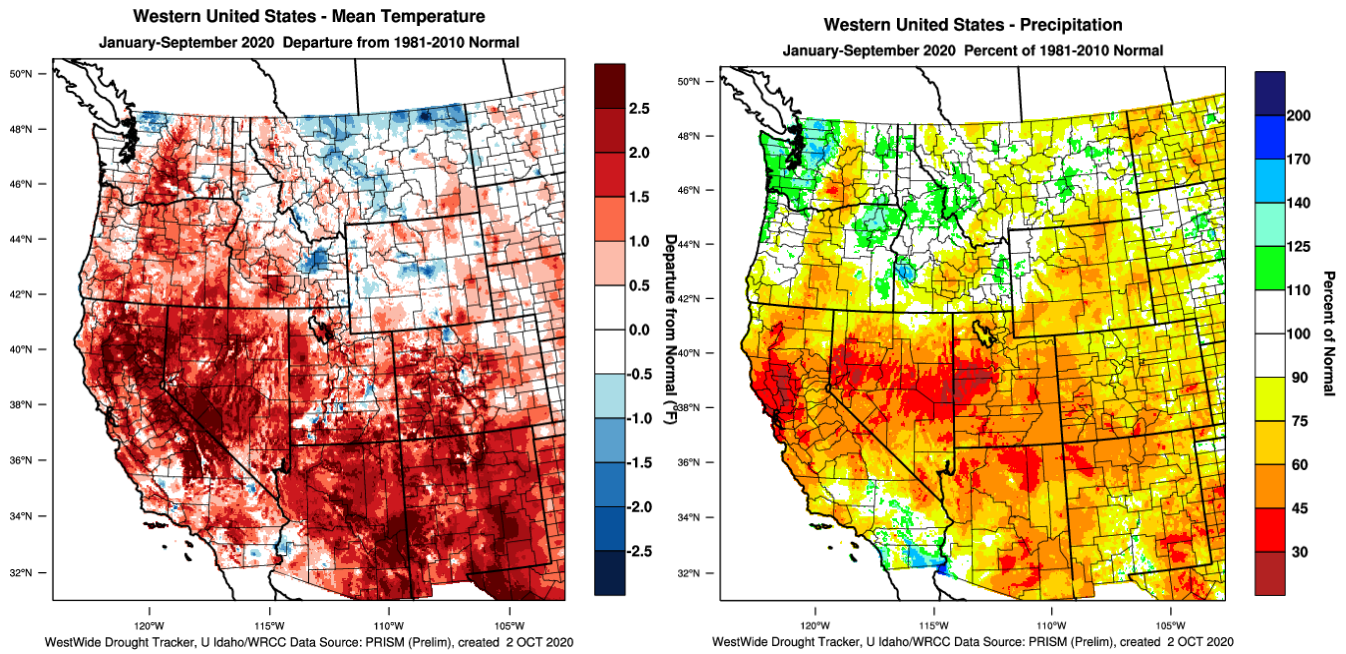 Western United States - Mean Temperature
January-September 2020 Departure from 1981-2010 Normal
50°N
48°N
46°N
44°N
42°N
40°N
38°N
36°N
34°N
32°N
120°W
115°W
110°W
105°W
2.5
2.0
1.5
1.0
0.5
0.0
-0.5
-1.0
-1.5
-2.0
-2.5
Departure from Normal (°F)
WestWide Drought Tracker, U Idaho/WRCC Data Source: PRISM (Prelim), created 2 OCT 2020
Western United States - Precipitation
January-September 2020 Percent of 1981-2010 Normal
50°N
48°N
46°N
44°N
42°N
40°N
38°N
36°N
34°N
32°N
120°W
115°W
110°W
105°W
200
170
140
125
110
100
90
75
60
45
30
Percent of Normal
WestWide Drought Tracker, U Idaho/WRCC Data Source: PRISM (Prelim), created 2 OCT 2020